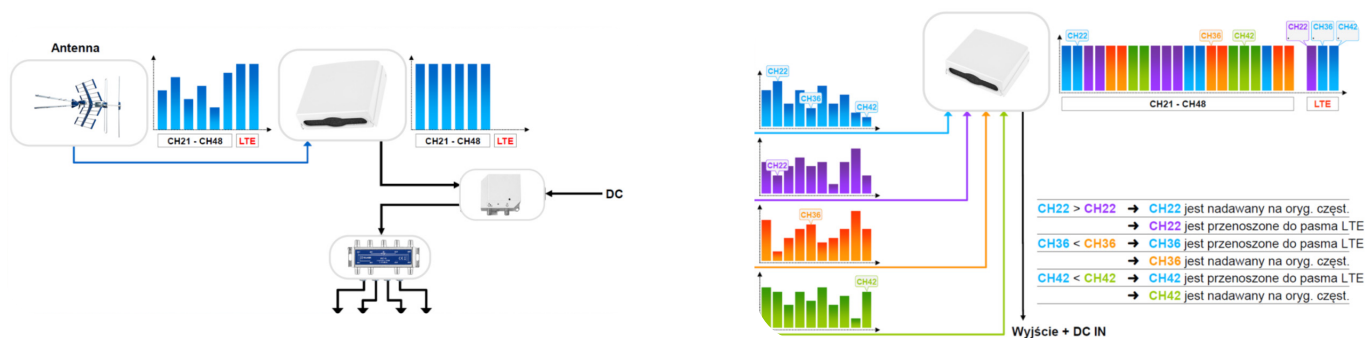 Antenna
CH21 - CH48
LTE
CH21 - CH48
LTE
DC
CH22
CH36
CH42
CH22
CH36
CH42
CH22
CH36
CH42
CH22
CH36
CH42
CH21 - CH48
LTE
CH22 > CH22 → CH22 jest nadawany na oryg. częst.
→ CH22 jest przenoszone do pasma LTE
CH36 < CH36 → CH36 jest przenoszone do pasma LTE
→ CH36 jest nadawany na oryg. częst.
CH42 < CH42 → CH42 jest przenoszone do pasma LTE
→ CH42 jest nadawany na oryg. częst.
Wyjście + DC IN